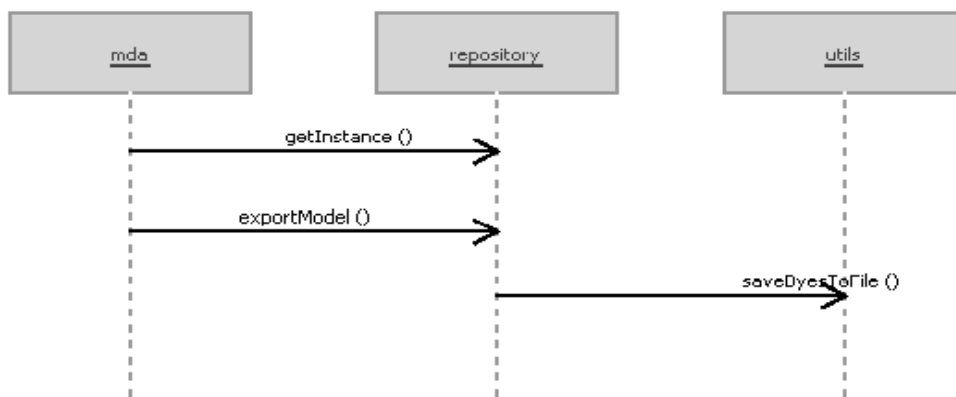 mda
repository
utils
getInstance ()
exportModel ()
saveDyesToFile ()